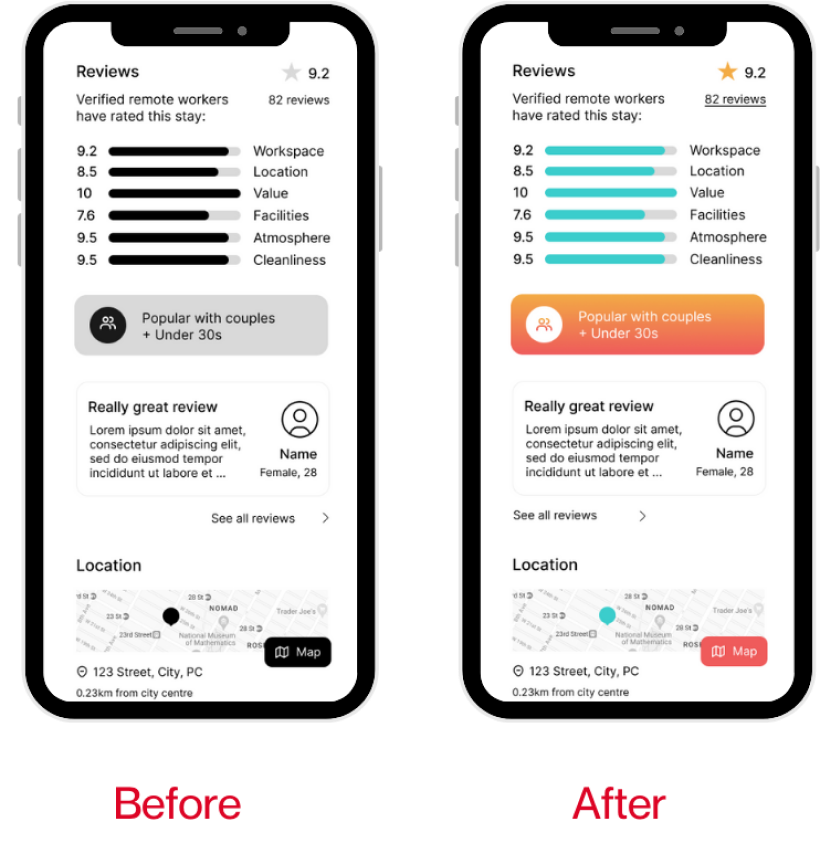 Reviews
9.2
Verified remote workers
have rated this stay:
82 reviews
9.2 Workspace
8.5 Location
10 Value
7.6 Facilities
9.5 Atmosphere
9.5 Cleanliness
Popular with couples
+ Under 30s
Really great review
Lorem ipsum dolor sit amet,
consectetur adipiscing elit,
sed do eiusmod tempor
incididunt ut labore et ...
Name
Female, 28
See all reviews
Location
28 St
NOMAD
Trader Joe's
23 St
23rd Street
National Museum
of Mathematics
28 St
Map
123 Street, City, PC
0.23km from city centre
Before
Reviews
9.2
Verified remote workers
have rated this stay:
82 reviews
9.2 Workspace
8.5 Location
10 Value
7.6 Facilities
9.5 Atmosphere
9.5 Cleanliness
Popular with couples
+ Under 30s
Really great review
Lorem ipsum dolor sit amet,
consectetur adipiscing elit,
sed do eiusmod tempor
incididunt ut labore et ...
Name
Female, 28
See all reviews
Location
28 St
NOMAD
Trader Joe's
23 St
23rd Street
National Museum
of Mathematics
28 St
Map
123 Street, City, PC
0.23km from city centre
After